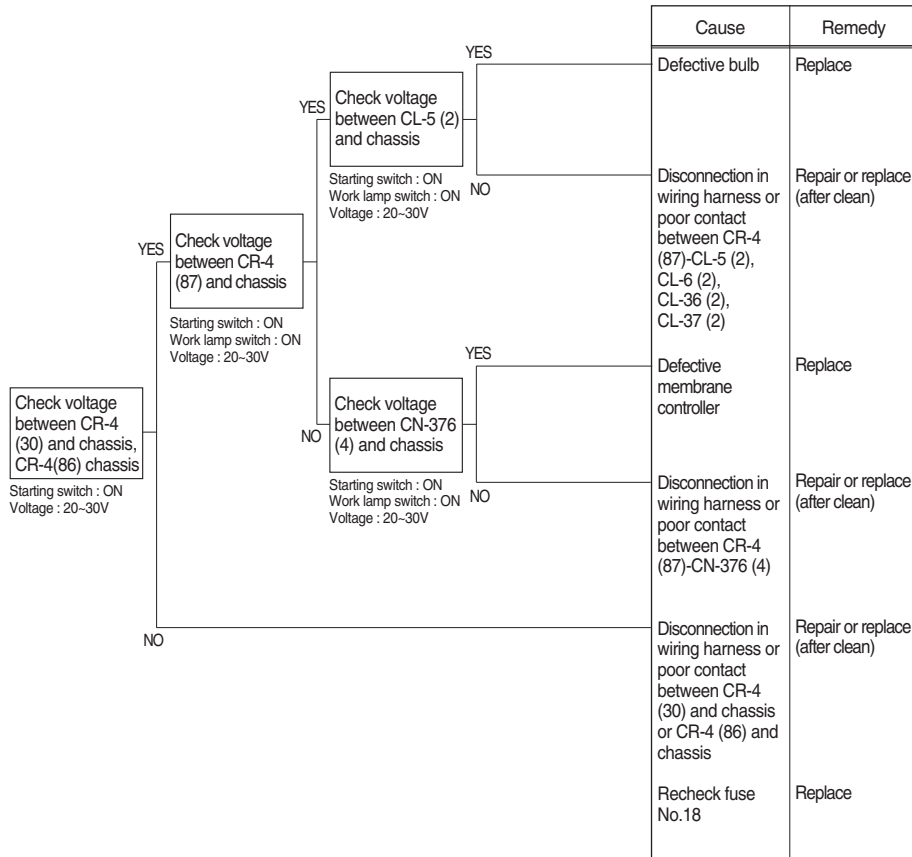 Cause
Remedy
YES
Defective bulb
Replace
YES
Check voltage
between CL-5 (2)
and chassis
Starting switch : ON
Work lamp switch : ON
Voltage : 20~30V
NO
Disconnection in
wiring harness or
poor contact
between CR-4
(87)-CL-5 (2),
CL-6 (2),
CL-36 (2),
CL-37 (2)
Repair or replace
(after clean)
YES
Check voltage
between CR-4
(87) and chassis
Starting switch : ON
Work lamp switch : ON
Voltage : 20~30V
YES
Defective
membrane
controller
Replace
NO
Check voltage
between CN-376
(4) and chassis
Starting switch : ON
Work lamp switch : ON
Voltage : 20~30V
NO
Disconnection in
wiring harness or
poor contact
between CR-4
(87)-CN-376 (4)
Repair or replace
(after clean)
Check voltage
between CR-4
(30) and chassis,
CR-4(86) chassis
Starting switch : ON
Voltage : 20~30V
NO
Disconnection in
wiring harness or
poor contact
between CR-4
(30) and chassis
or CR-4 (86) and
chassis
Repair or replace
(after clean)
Recheck fuse
No.18
Replace